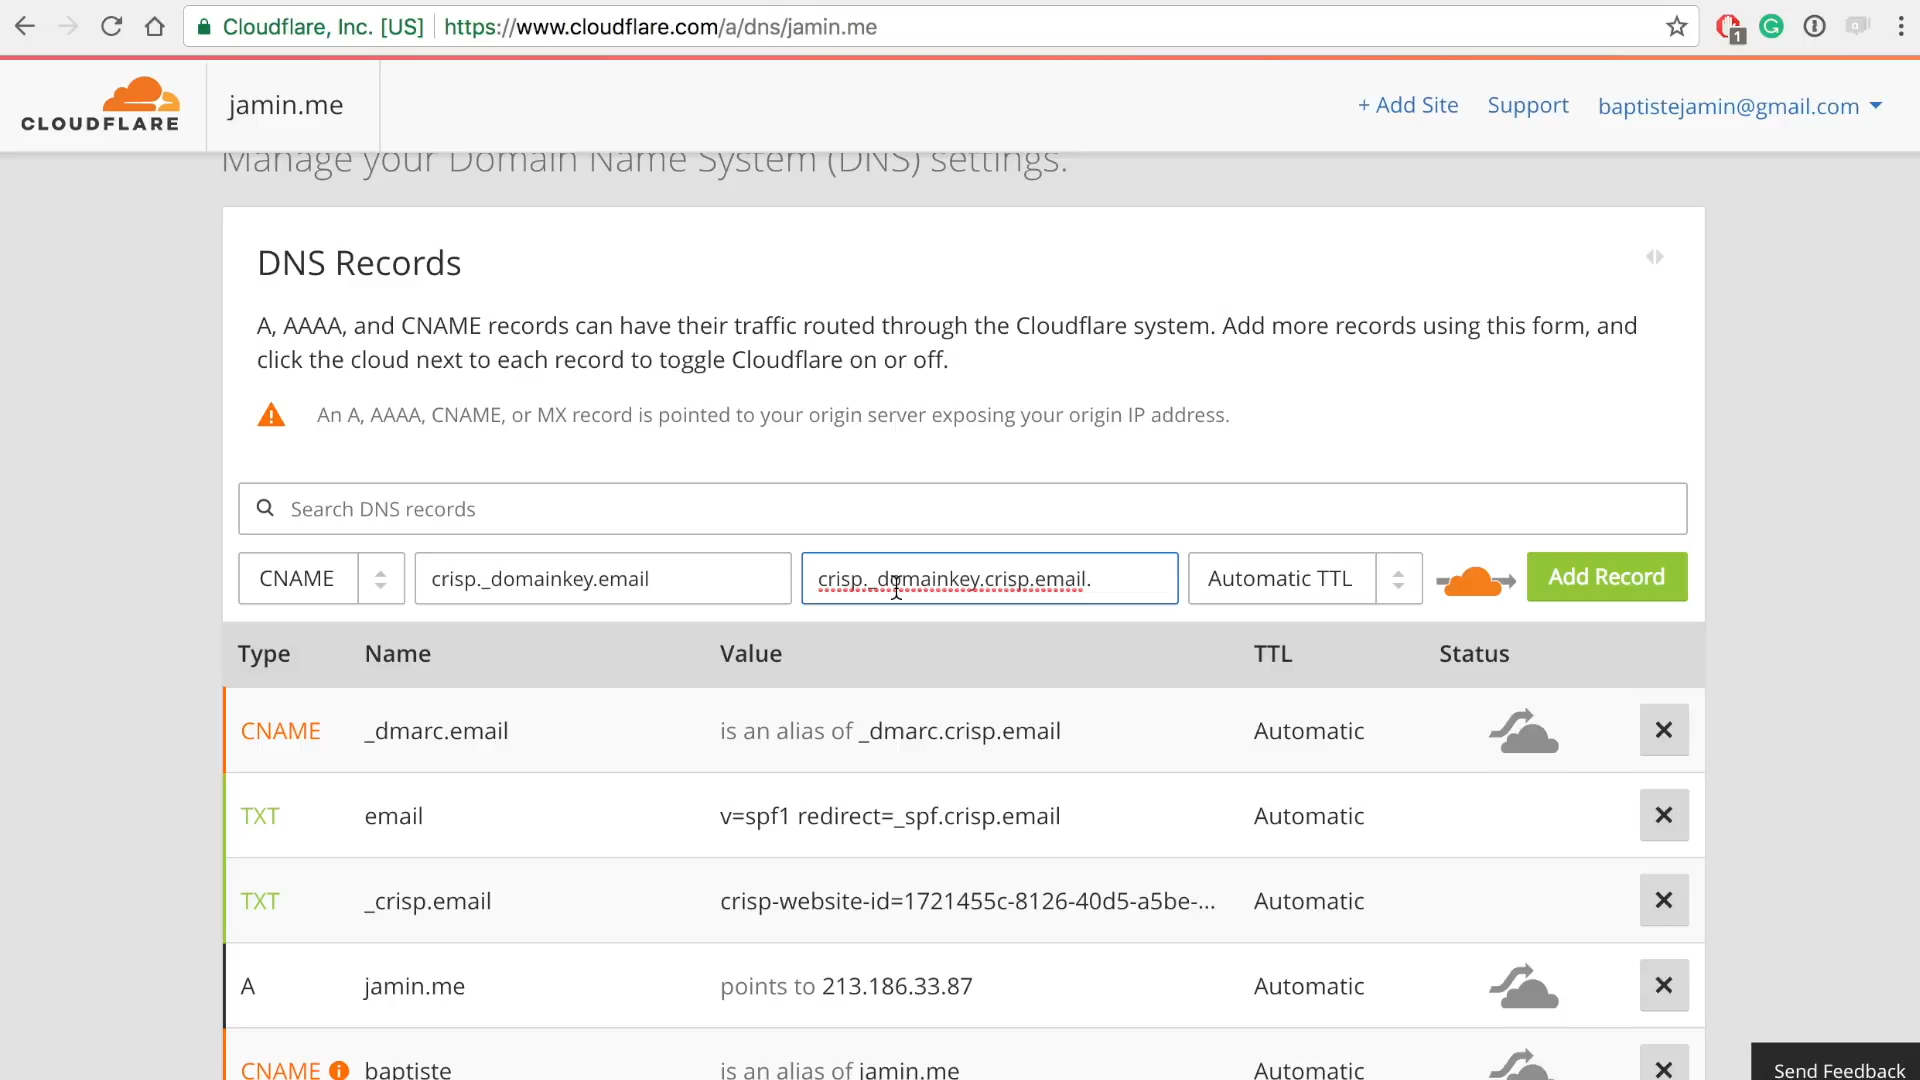 Cloudflare, Inc. [US] https://www.cloudflare.com/a/dns/jamin.me
1
CLOUDFLARE
jamin.me
+ Add Site
Support
baptistejamin@gmail.com
Manage your Domain Name System (DNS) settings.
DNS Records
A, AAAA, and CNAME records can have their traffic routed through the Cloudflare system. Add more records using this form, and
click the cloud next to each record to toggle Cloudflare on or off.
An A, AAAA, CNAME, or MX record is pointed to your origin server exposing your origin IP address.
Search DNS records
CNAME crisp._domainkey.email crisp._domainkey.crisp.email. Automatic TTL Add Record
Type Name Value TTL Status
CNAME _dmarc.email is an alias of _dmarc.crisp.email Automatic
TXT email v=spf1 redirect=_spf.crisp.email Automatic
TXT _crisp.email crisp-website-id=1721455c-8126-40d5-a5be-... Automatic
A jamin.me points to 213.186.33.87 Automatic
CNAME baptiste is an alias of jamin.me Automatic
Send Feedback